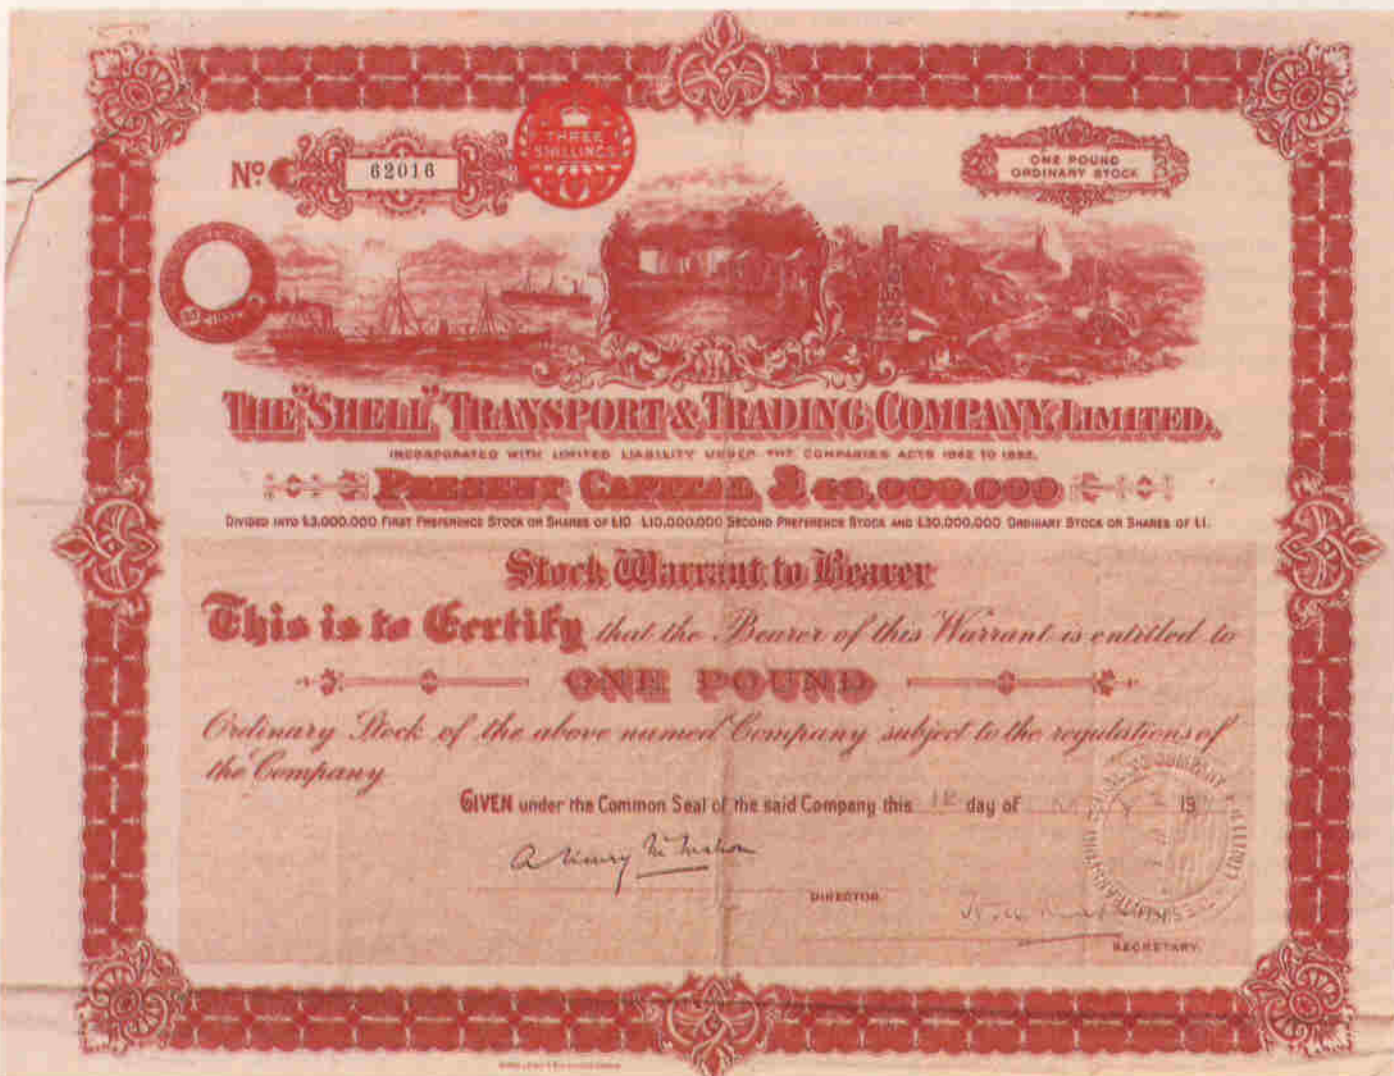 Nº 62016
THREE
SHILLINGS
ONE POUND
ORDINARY STOCK
THE "SHELL" TRANSPORT & TRADING COMPANY LIMITED.
INCORPORATED WITH LIMITED LIABILITY UNDER THE COMPANIES ACTS 1862 TO 1893.
PRESENT CAPITAL £43,000,000
DIVIDED INTO £3,000,000 FIRST PREFERENCE STOCK OR SHARES OF £10 £10,000,000 SECOND PREFERENCE STOCK AND £30,000,000 ORDINARY STOCK OR SHARES OF £1.
Stock Warrant to Bearer
This is to Certify that the Bearer of this Warrant is entitled to
ONE POUND
Ordinary Stock of the above named Company subject to the regulations of
the Company
GIVEN under the Common Seal of the said Company this day of 19
DIRECTOR
SECRETARY